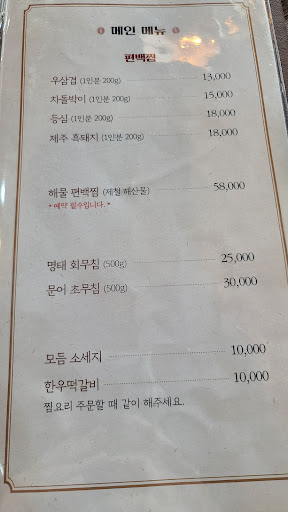 메인 메뉴
편백찜
우삼겹 (1인분 200g) 13,000
차돌박이 (1인분 200g) 15,000
등심 (1인분 200g) 18,000
제주 흑돼지 (1인분 200g) 18,000
해물 편백찜 (제철 해산물) 58,000
* 예약 필수입니다. *
명태 회무침 (500g) 25,000
문어 초무침 (500g) 30,000
모듬 소세지 10,000
한우떡갈비 10,000
찜요리 주문할 때 같이 해주세요.